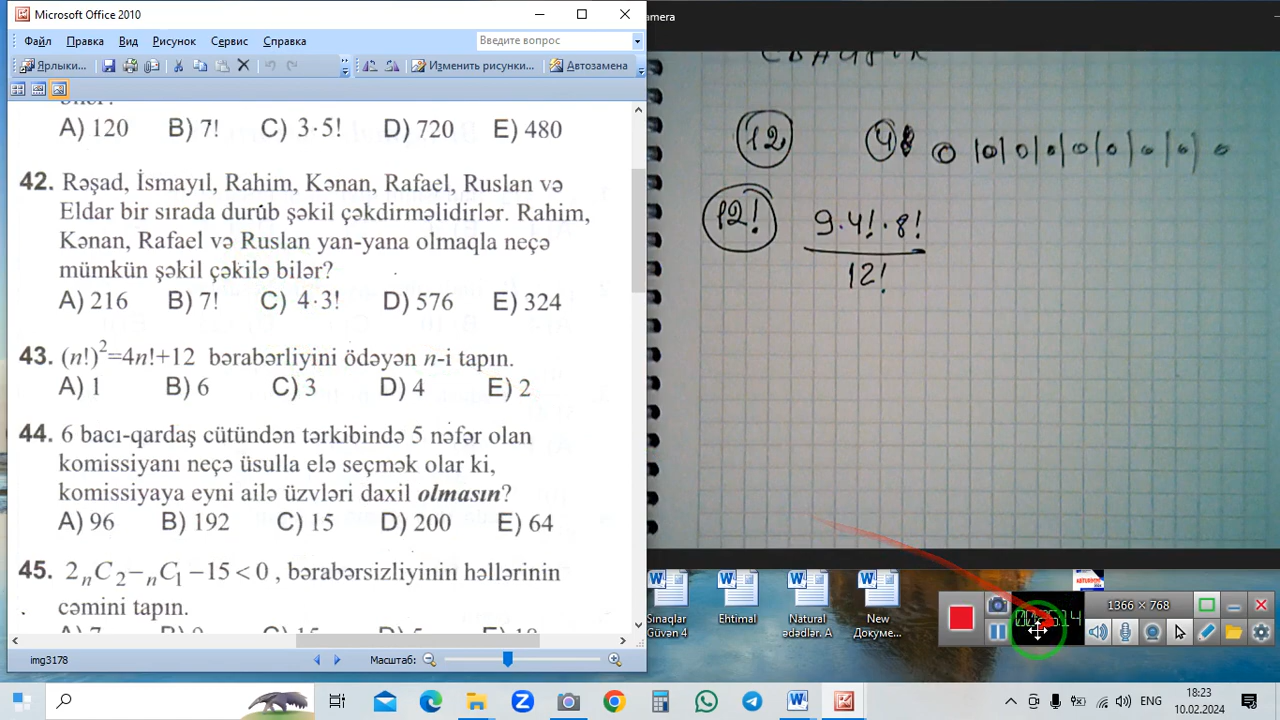 Microsoft Office 2010
amera
Файл Правка Вид Рисунок Сервис Справка
Введите вопрос
Ярлыки...
Изменить рисунки...
Автозамена
A) 120 B) 7! C) 3·5! D) 720 E) 480
42. Rəşad, İsmayıl, Rahim, Kənan, Rafael, Ruslan və
Eldar bir sırada durub şəkil çəkdirməlidirlər. Rahim,
Kənan, Rafael və Ruslan yan-yana olmaqla neçə
mümkün şəkil çəkilə bilər?
A) 216 B) 7! C) 4·3! D) 576 E) 324
43. (n!)²=4n!+12 bərabərliyini ödəyən n-i tapın.
A) 1 B) 6 C) 3 D) 4 E) 2
44. 6 bacı-qardaş cütündən tərkibində 5 nəfər olan
komissiyanı neçə üsulla elə seçmək olar ki,
komissiyaya eyni ailə üzvləri daxil olmasın?
A) 96 B) 192 C) 15 D) 200 E) 64
45. 2ₙC₂−ₙC₁−15<0, bərabərsizliyinin həllərinin
cəmini tapın.
img3178
Масштаб:
12 4
12! 9·4!·8!
12!
Sınaqlar Güvən 4
Ehtimal
Natural ədədlər. A
New Докуме...
1366 × 768
ENG
18:23
10.02.2024